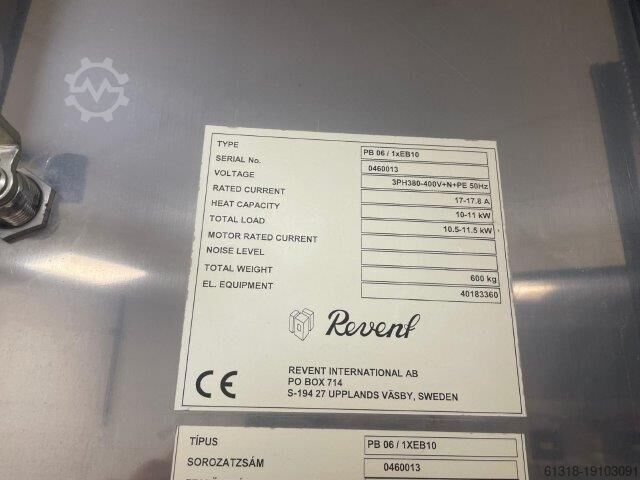 TYPE PB 06 / 1xEB10
SERIAL No. 0460013
VOLTAGE 3PH380-400V+N+PE 50Hz
RATED CURRENT 17-17.8 A
HEAT CAPACITY 10-11 kW
TOTAL LOAD 10.5-11.5 kW
MOTOR RATED CURRENT
NOISE LEVEL
TOTAL WEIGHT 600 kg
EL. EQUIPMENT 40183360
Revent
CE
REVENT INTERNATIONAL AB
PO BOX 714
S-194 27 UPPLANDS VÄSBY, SWEDEN
TÍPUS PB 06 / 1XEB10
SOROZATZSÁM 0460013
61318-19103091